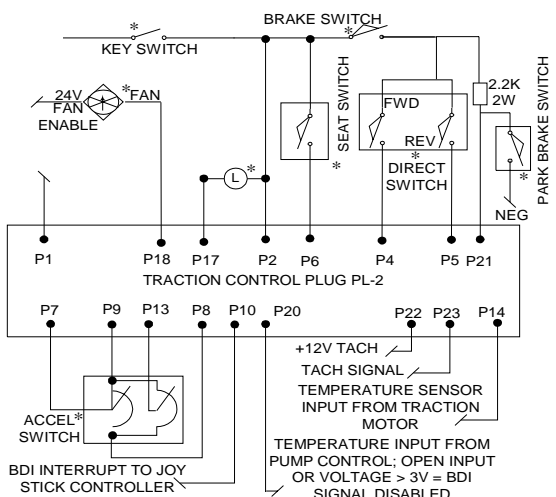 BRAKE SWITCH
*
*
KEY SWITCH
24V
FAN
ENABLE
*FAN
SEAT SWITCH
*
FWD
REV
*
DIRECT
SWITCH
2.2K
2W
PARK BRAKE SWITCH
*
NEG
L
*
P1
P18
P17
P2
P6
P4
P5
P21
TRACTION CONTROL PLUG PL-2
P7
P9
P13
P8
P10
P20
P22
P23
P14
+12V TACH
TACH SIGNAL
TEMPERATURE SENSOR
INPUT FROM TRACTION
MOTOR
ACCEL*
SWITCH
BDI INTERRUPT TO JOY
STICK CONTROLLER
TEMPERATURE INPUT FROM
PUMP CONTROL; OPEN INPUT
OR VOLTAGE > 3V = BDI
SIGNAL DISABLED